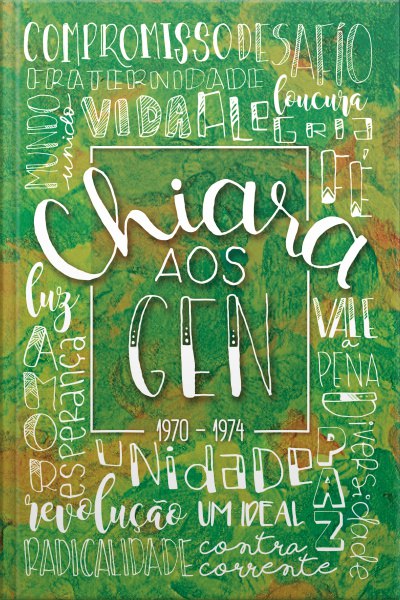 COMPROMISSO DESAFIO
FRATERNIDADE
loucura
VIDA ALEGRIA
MUNDO
unido
FÉ
Chiara
AOS
GEN
1970 - 1974
luz
esperança
VALE
A
PENA
Diversidade
PAZ
UNidadE
revolução UM IDEAL
RADICALIDADE contra
corrente